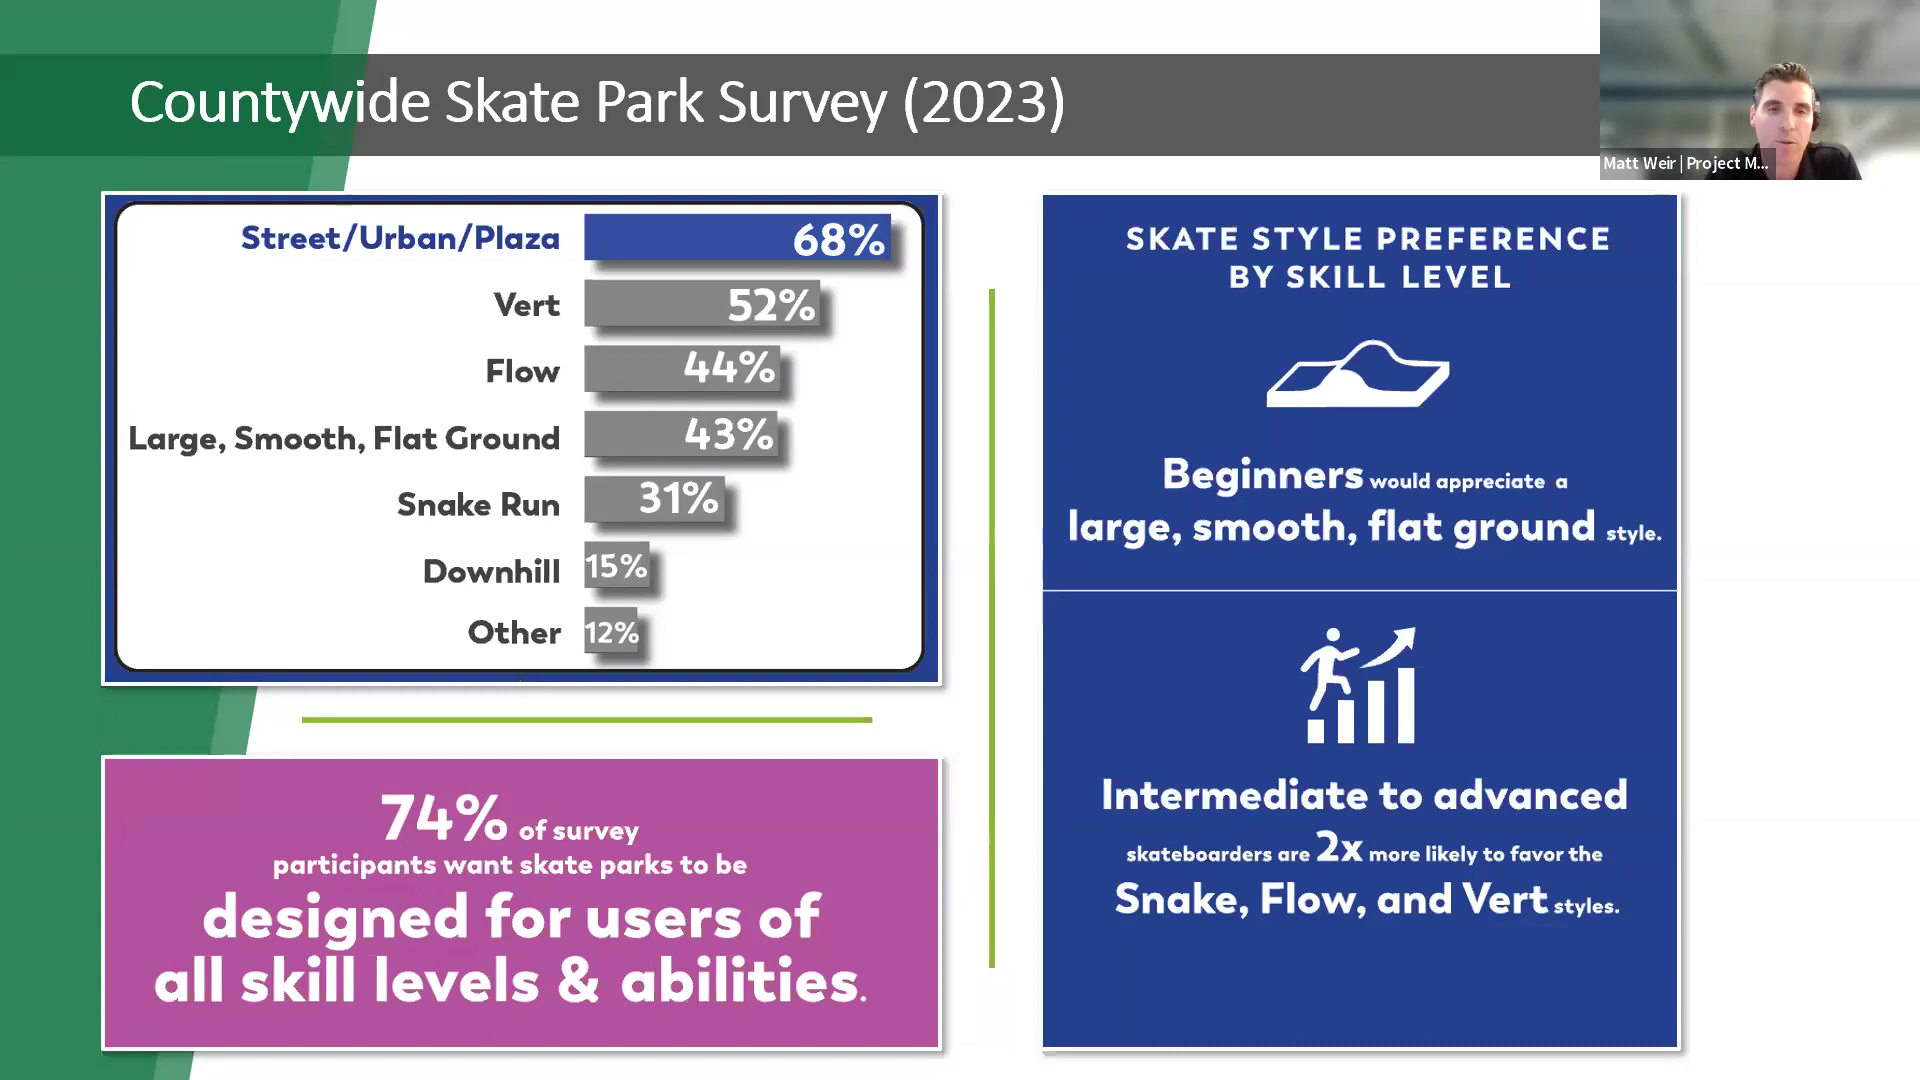 Countywide Skate Park Survey (2023)
Matt Weir | Project M...
Street/Urban/Plaza 68%
Vert 52%
Flow 44%
Large, Smooth, Flat Ground 43%
Snake Run 31%
Downhill 15%
Other 12%
74% of survey
participants want skate parks to be
designed for users of
all skill levels & abilities.
SKATE STYLE PREFERENCE
BY SKILL LEVEL
Beginners would appreciate a
large, smooth, flat ground style.
Intermediate to advanced
skateboarders are 2x more likely to favor the
Snake, Flow, and Vert styles.